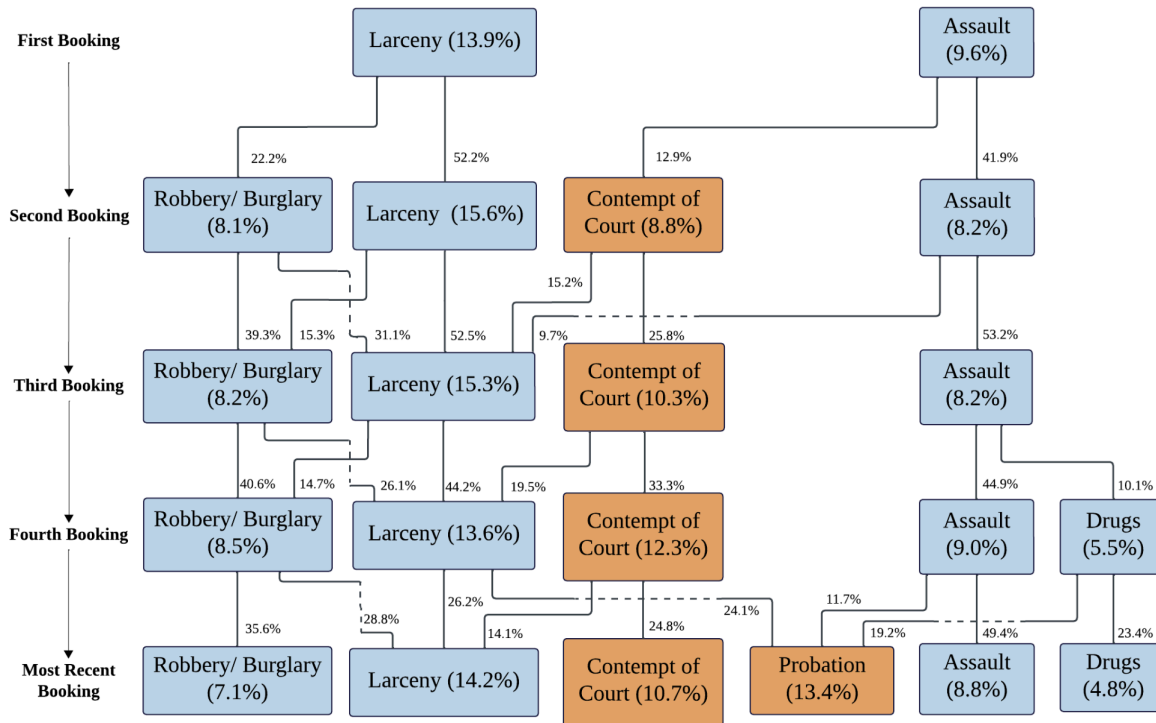 First Booking
Larceny (13.9%)
Assault
(9.6%)
22.2%
52.2%
12.9%
41.9%
Second Booking
Robbery/ Burglary
(8.1%)
Larceny (15.6%)
Contempt of
Court (8.8%)
Assault
(8.2%)
15.2%
39.3%
15.3%
31.1%
52.5%
9.7%
25.8%
53.2%
Third Booking
Robbery/ Burglary
(8.2%)
Larceny (15.3%)
Contempt of
Court (10.3%)
Assault
(8.2%)
40.6%
14.7%
26.1%
44.2%
19.5%
33.3%
44.9%
10.1%
Fourth Booking
Robbery/ Burglary
(8.5%)
Larceny (13.6%)
Contempt of
Court (12.3%)
Assault
(9.0%)
Drugs
(5.5%)
35.6%
28.8%
26.2%
14.1%
24.8%
24.1%
11.7%
19.2%
49.4%
23.4%
Most Recent
Booking
Robbery/ Burglary
(7.1%)
Larceny (14.2%)
Contempt of
Court (10.7%)
Probation
(13.4%)
Assault
(8.8%)
Drugs
(4.8%)